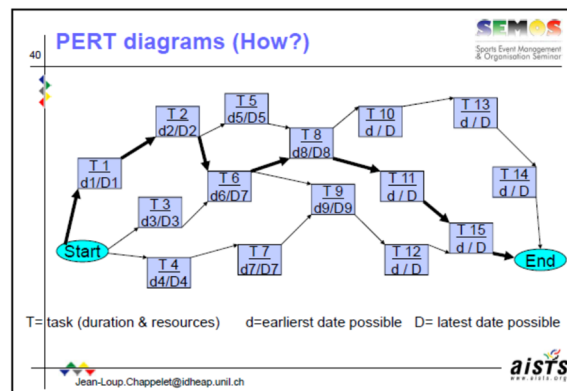 40
PERT diagrams (How?)
SEMOS
Sports Event Management
& Organisation Seminar
T 1
d1/D1
T 2
d2/D2
T 5
d5/D5
T 3
d3/D3
T 6
d6/D7
T 8
d8/D8
T 10
d / D
T 13
d / D
T 4
d4/D4
T 7
d7/D7
T 9
d9/D9
T 11
d / D
T 12
d / D
T 14
d / D
T 15
d / D
Start
End
T= task (duration & resources) d=earlierst date possible D= latest date possible
Jean-Loup.Chappelet@idheap.unil.ch
aists
www.aists.org